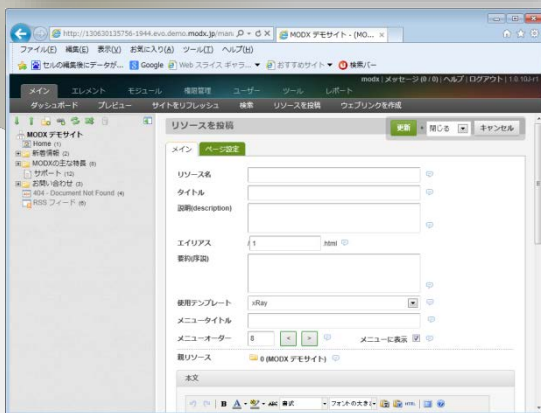 http://130630135756-1944.evo.demo.modx.jp/man
MODX デモサイト - [MO...
ファイル(F) 編集(E) 表示(V) お気に入り(A) ツール(T) ヘルプ(H)
セルの編集後にデータが... Google Web スライス ギャラ... おすすめサイト 検索バー
modx | メッセージ (0 / 0) | ヘルプ | ログアウト | 1.0.10J-r1
メイン エレメント モジュール 権限管理 ユーザー ツール レポート
ダッシュボード プレビュー サイトをリフレッシュ 検索 リソースを投稿 ウェブリンクを作成
MODX デモサイト
Home (1)
新着情報 (2)
MODXの主な特長 (6)
サポート (12)
お問い合わせ (3)
404 - Document Not Found (4)
RSS フィード (6)
リソースを投稿
更新 + 閉じる キャンセル
メイン ページ設定
リソース名
タイトル
説明(description)
エイリアス / 1 .html
要約(序説)
使用テンプレート xRay
メニュータイトル
メニューオーダー 8 < > メニューに表示
親リソース 0 (MODX デモサイト)
本文
B A ABC 書式 フォントの大きさ HTML